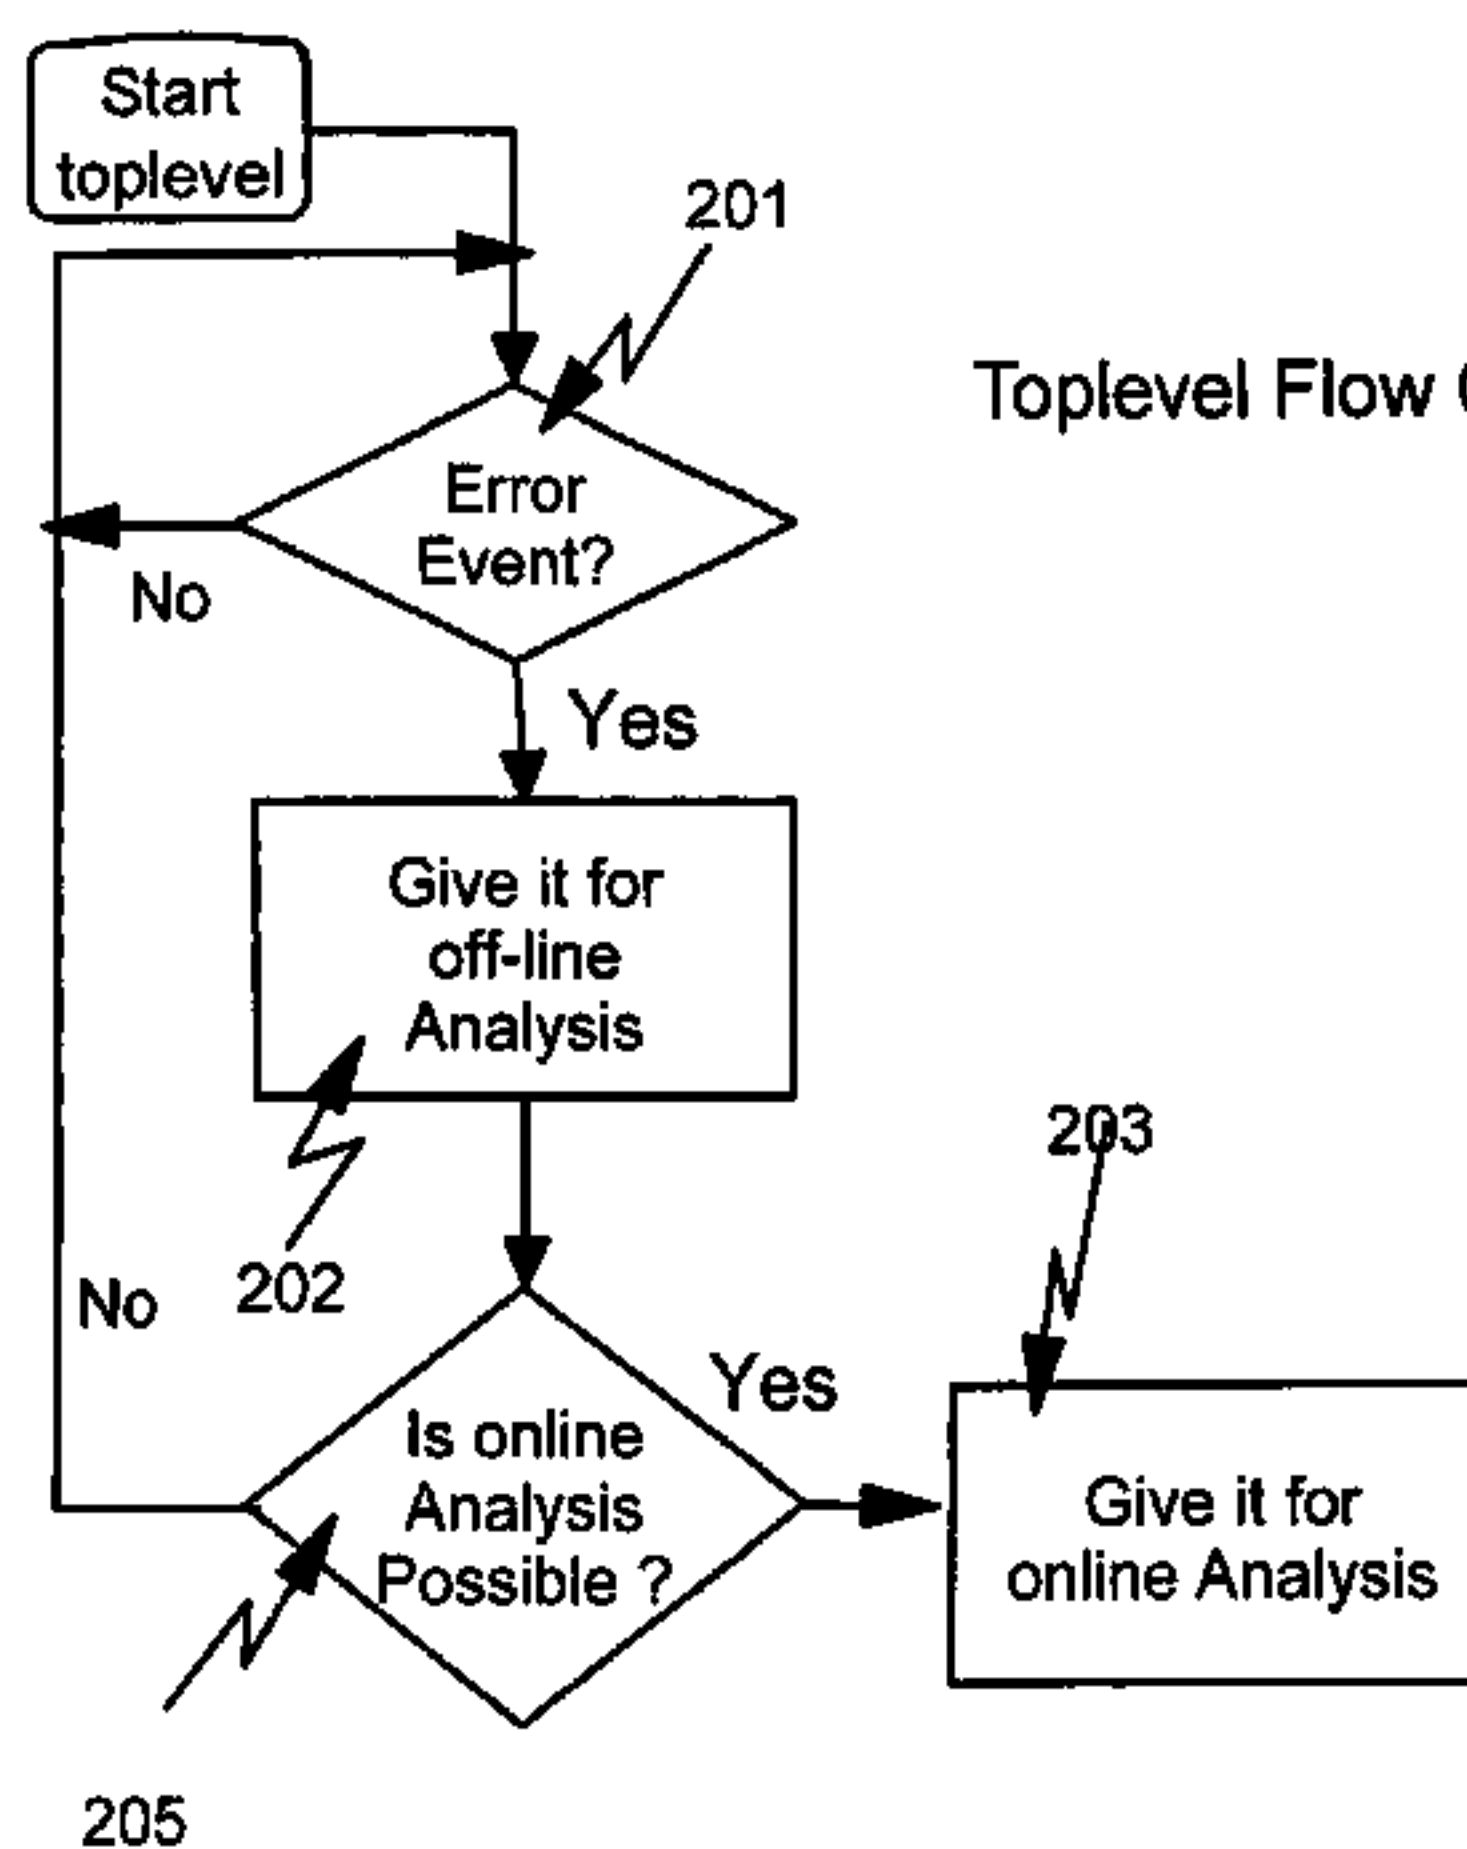 Start
toplevel
201
Toplevel Flow
Error
Event?
No
Yes
Give it for
off-line
Analysis
203
202
No
Yes
Is online
Analysis
Possible ?
Give it for
online Analysis
205